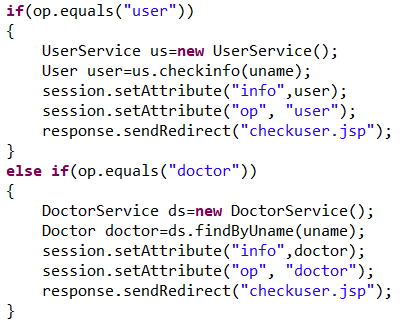 if(op.equals("user"))
{
    UserService us=new UserService();
    User user=us.checkinfo(uname);
    session.setAttribute("info",user);
    session.setAttribute("op", "user");
    response.sendRedirect("checkuser.jsp");
}
else if(op.equals("doctor"))
{
    DoctorService ds=new DoctorService();
    Doctor doctor=ds.findByUname(uname);
    session.setAttribute("info",doctor);
    session.setAttribute("op", "doctor");
    response.sendRedirect("checkuser.jsp");
}